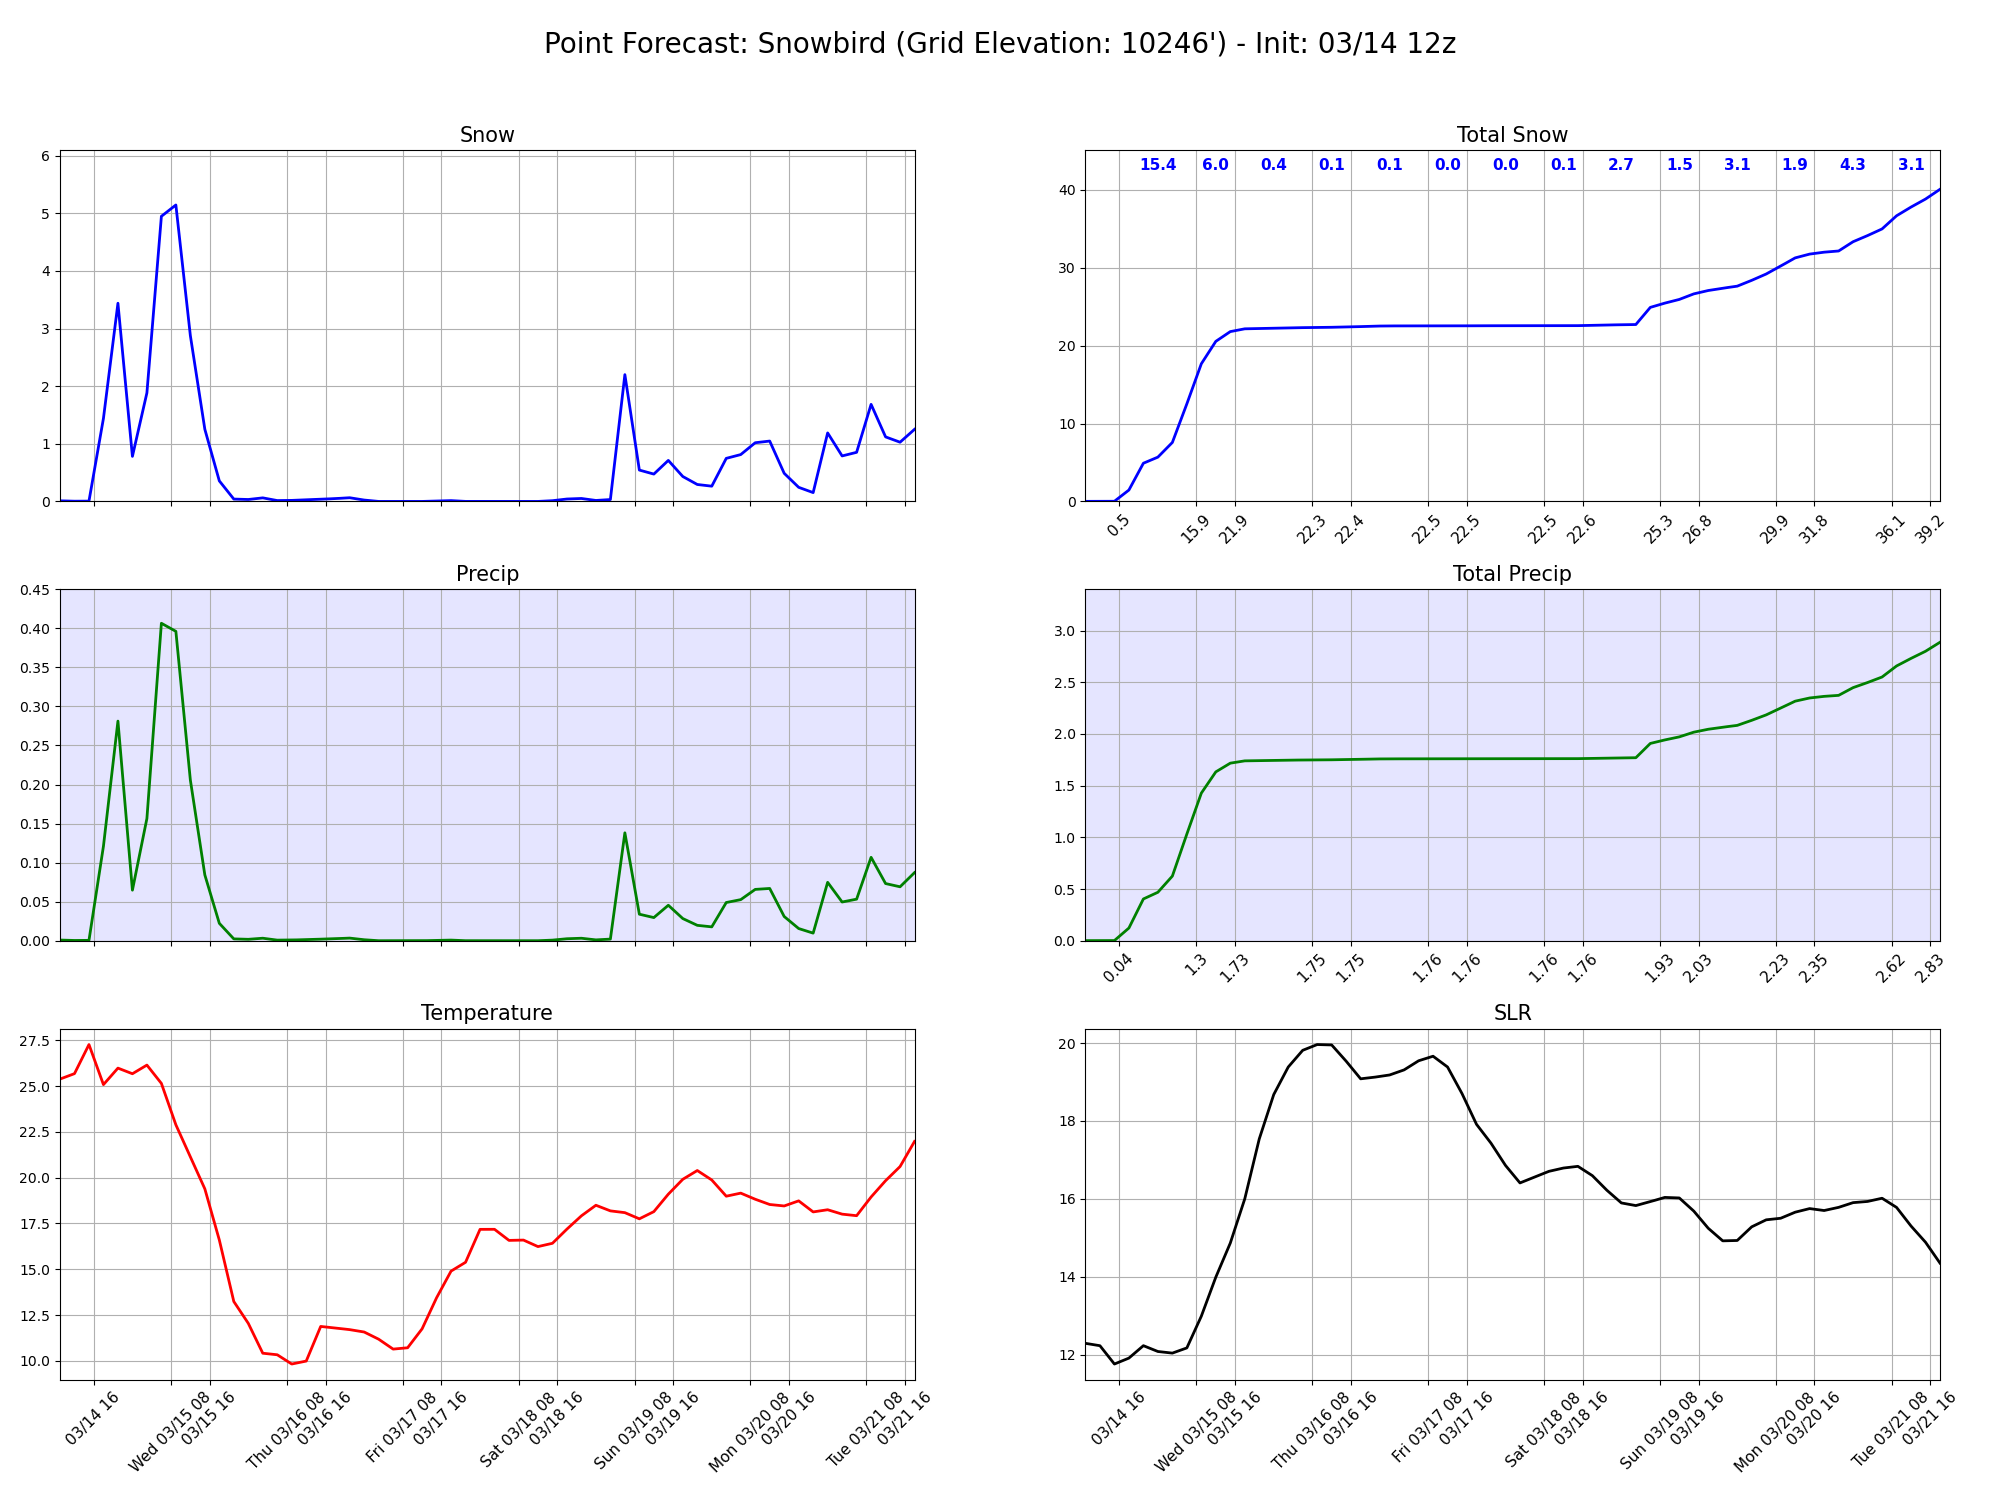 Point Forecast: Snowbird (Grid Elevation: 10246') - Init: 03/14 12z
Snow
6
5
4
3
2
1
0
Total Snow
15.4 6.0 0.4 0.1 0.1 0.0 0.0 0.1 2.7 1.5 3.1 1.9 4.3 3.1
40
30
20
10
0
0.5 15.9 21.9 22.3 22.4 22.5 22.5 22.5 22.6 25.3 26.8 29.9 31.8 36.1 39.2
Precip
0.45
0.40
0.35
0.30
0.25
0.20
0.15
0.10
0.05
0.00
Total Precip
3.0
2.5
2.0
1.5
1.0
0.5
0.0
0.04 1.3 1.73 1.75 1.75 1.76 1.76 1.76 1.76 1.93 2.03 2.23 2.35 2.62 2.83
Temperature
27.5
25.0
22.5
20.0
17.5
15.0
12.5
10.0
03/14 16
Wed 03/15 08
03/15 16
Thu 03/16 08
03/16 16
Fri 03/17 08
03/17 16
Sat 03/18 08
03/18 16
Sun 03/19 08
03/19 16
Mon 03/20 08
03/20 16
Tue 03/21 08
03/21 16
SLR
20
18
16
14
12
03/14 16
Wed 03/15 08
03/15 16
Thu 03/16 08
03/16 16
Fri 03/17 08
03/17 16
Sat 03/18 08
03/18 16
Sun 03/19 08
03/19 16
Mon 03/20 08
03/20 16
Tue 03/21 08
03/21 16